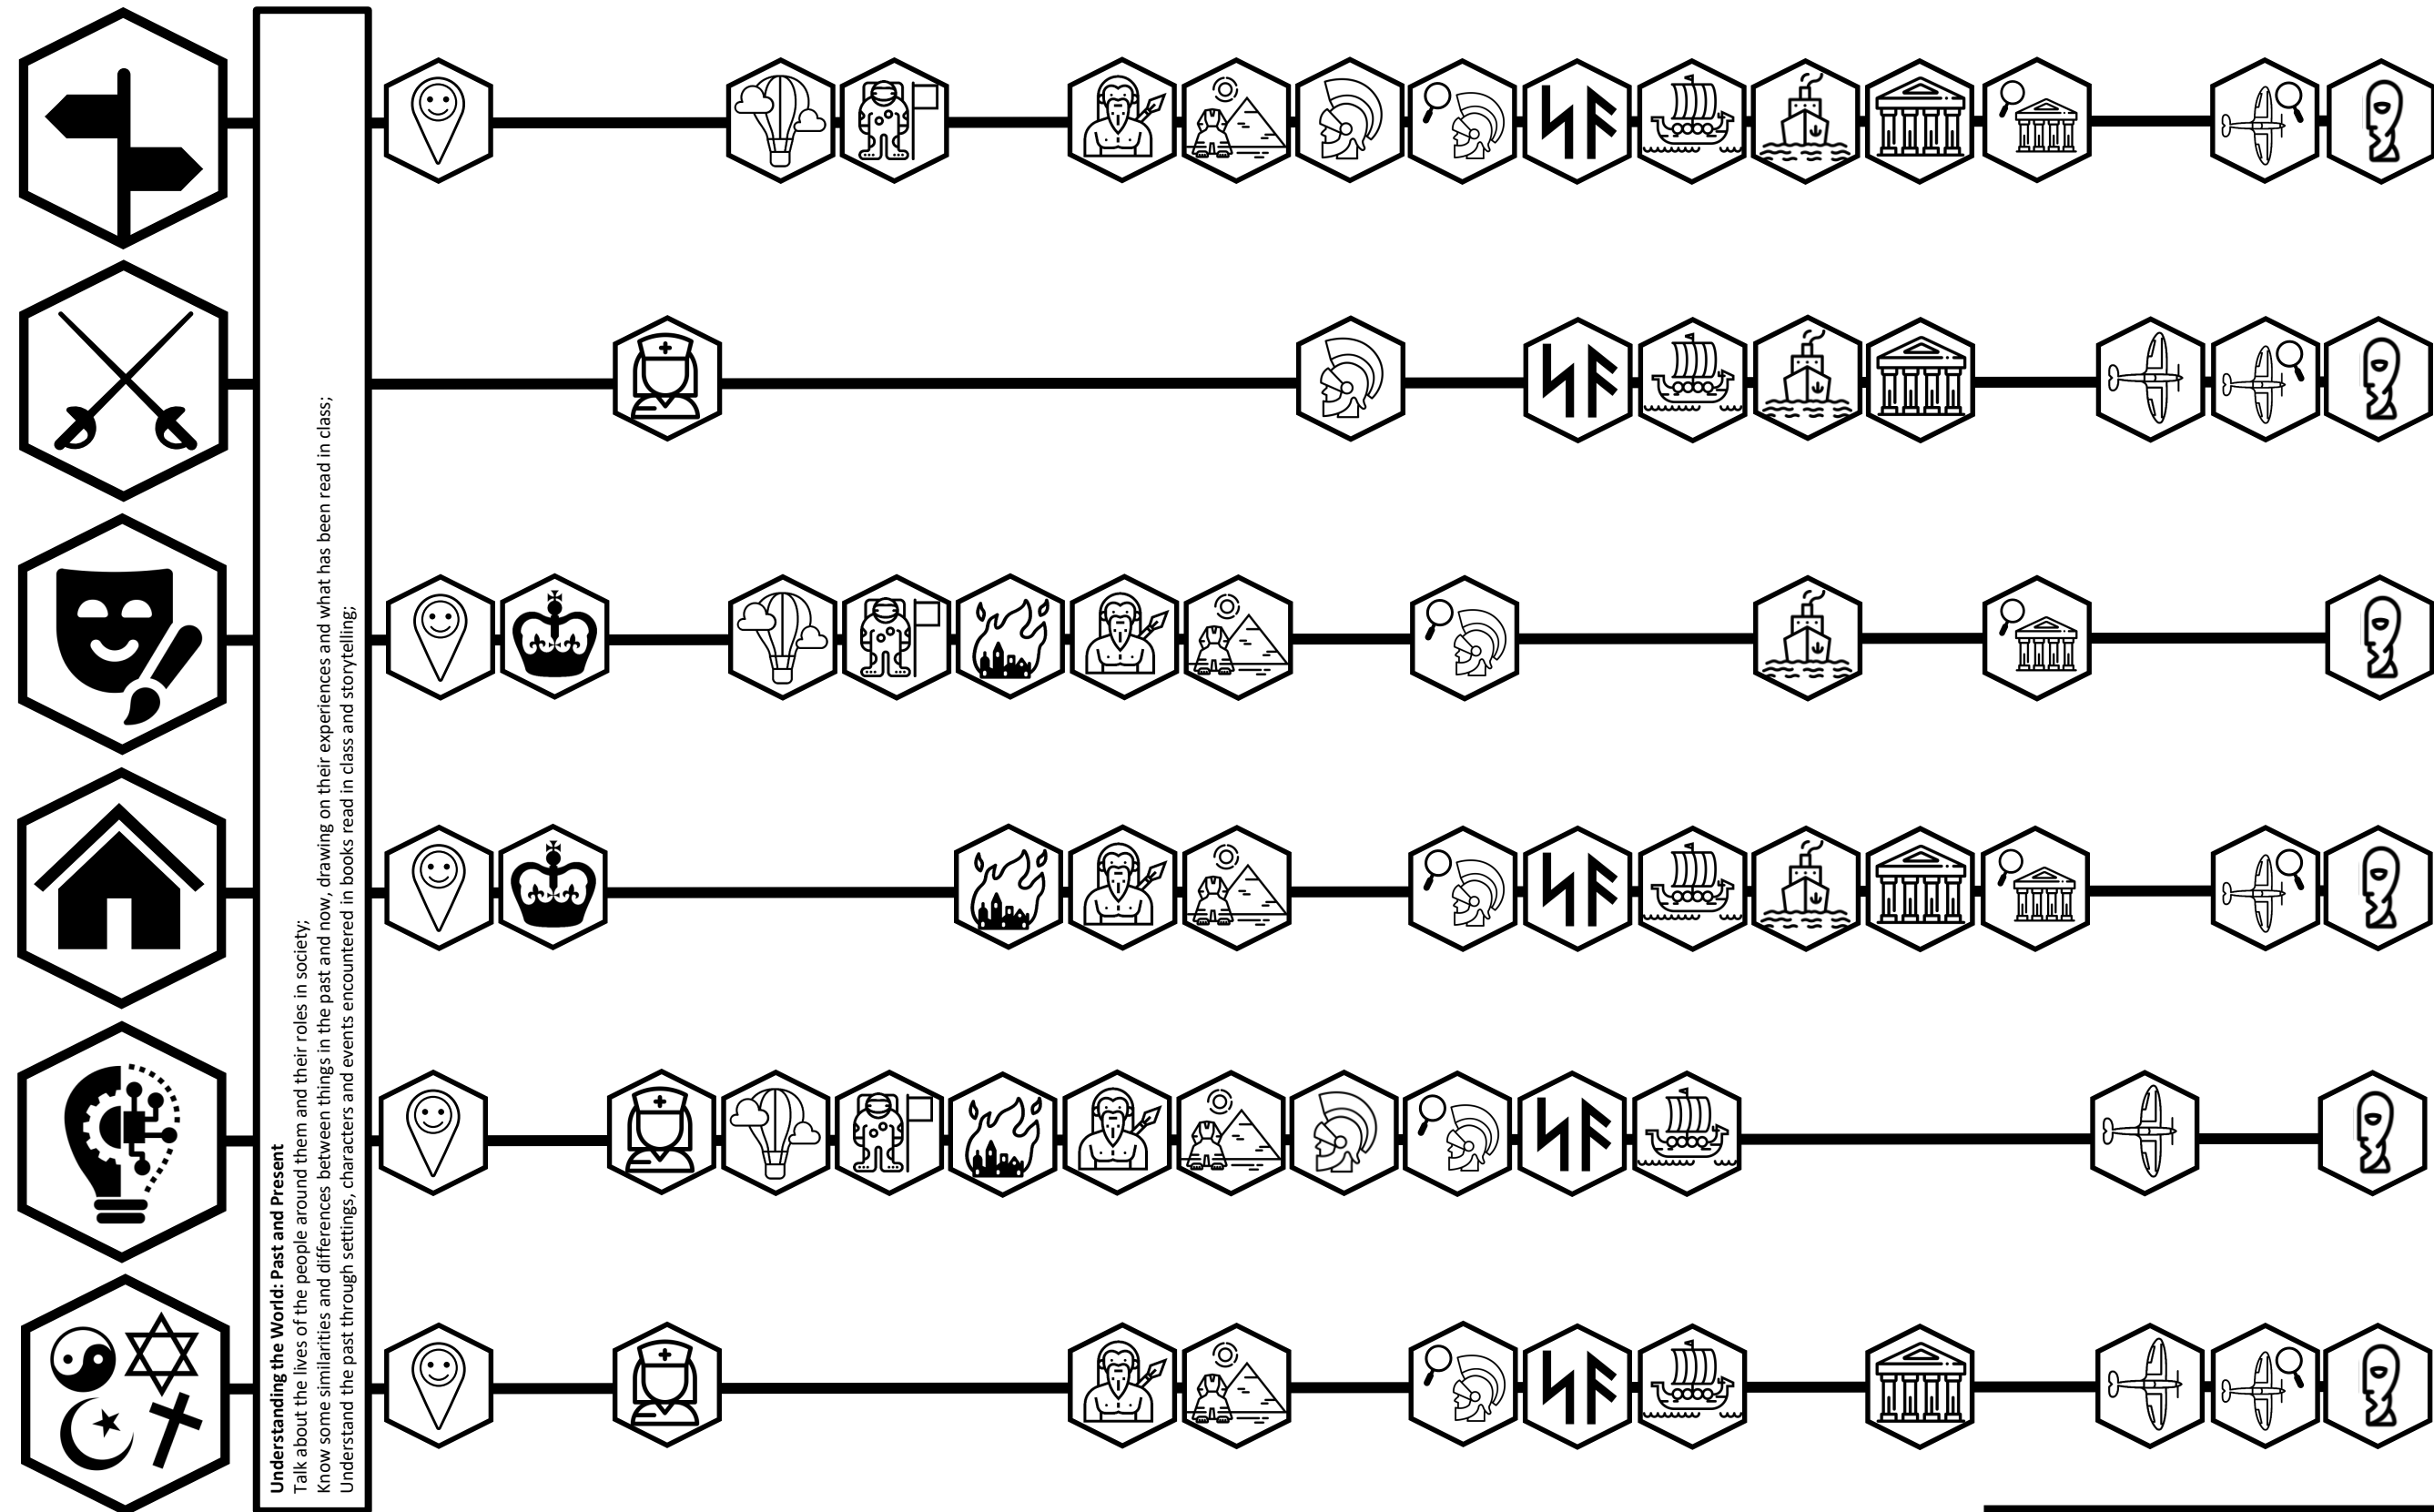 Understanding the World: Past and Present
Talk about the lives of the people around them and their roles in society;
Know some similarities and differences between things in the past and now, drawing on their experiences and what has been read in class;
Understand the past through settings, characters and events encountered in books read in class and storytelling;